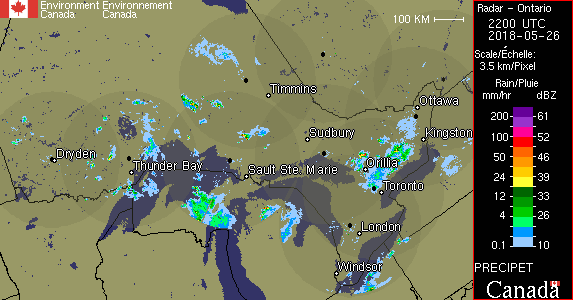 Environment Environnement
Canada Canada
100 KM
Timmins
Ottawa
Sudbury
Kingston
Dryden
Thunder Bay
Sault Ste. Marie
Orillia
Toronto
London
Windsor
Radar - Ontario
2200 UTC
2018-05-26
Scale/Échelle:
3.5 km/Pixel
Rain/Pluie
mm/hr dBZ
200 61
100 52
50 46
24 39
12 33
4 26
0.1 10
PRECIPET
Canada